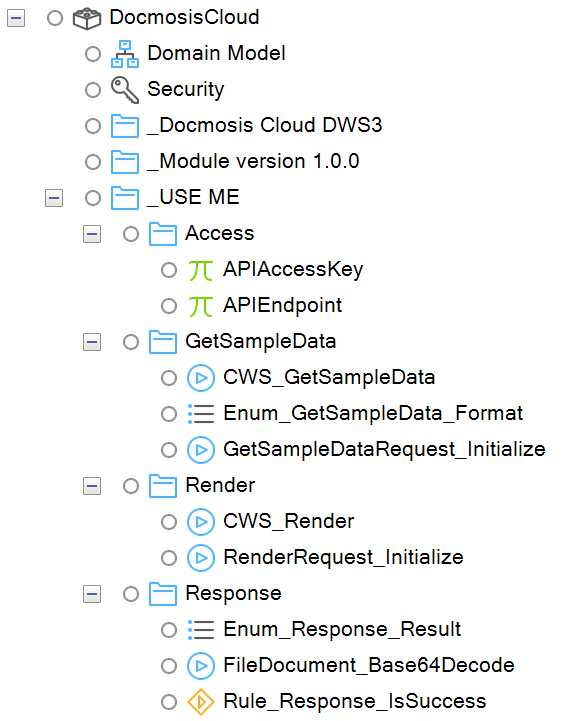 DocmosisCloud
Domain Model
Security
_Docmosis Cloud DWS3
_Module version 1.0.0
_USE ME
Access
APIAccessKey
APIEndpoint
GetSampleData
CWS_GetSampleData
Enum_GetSampleData_Format
GetSampleDataRequest_Initialize
Render
CWS_Render
RenderRequest_Initialize
Response
Enum_Response_Result
FileDocument_Base64Decode
Rule_Response_IsSuccess